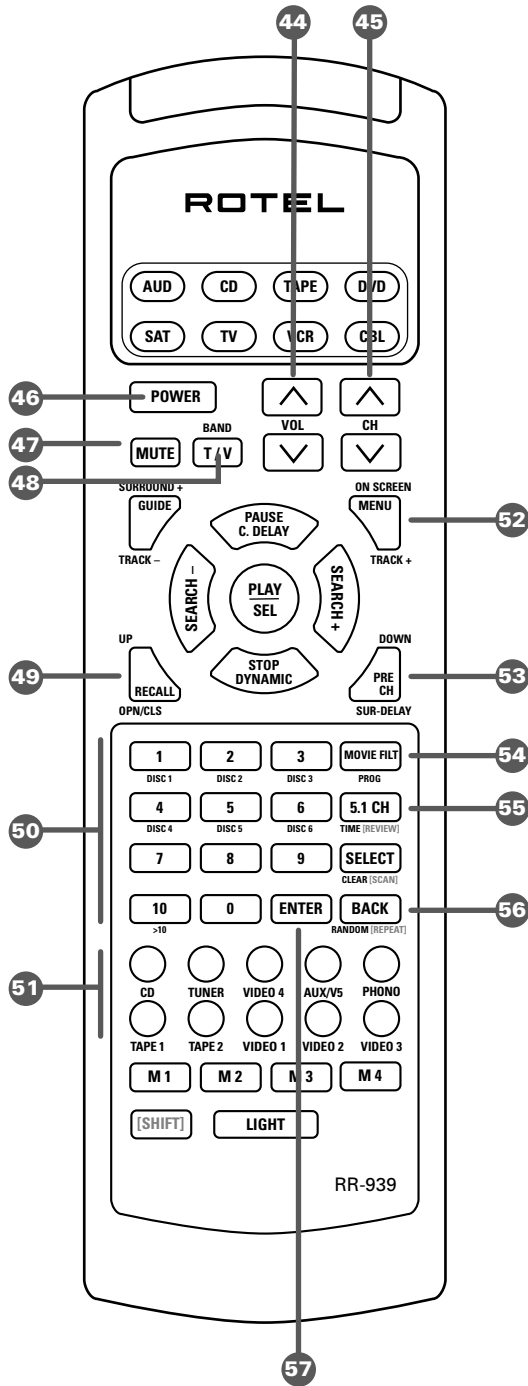 44 45
ROTEL
AUD CD TAPE DVD
SAT TV VCR CBL
46 POWER
BAND VOL CH
47 MUTE T / V
48
SURROUND + ON SCREEN
GUIDE MENU 52
PAUSE
C. DELAY
TRACK – TRACK +
SEARCH – PLAY SEARCH +
SEL
UP DOWN
STOP
DYNAMIC
49 RECALL PRE
CH 53
OPN/CLS SUR-DELAY
1 2 3 MOVIE FILT 54
DISC 1 DISC 2 DISC 3 PROG
4 5 6 5.1 CH 55
50
DISC 4 DISC 5 DISC 6 TIME [REVIEW]
7 8 9 SELECT
CLEAR [SCAN]
10 0 ENTER BACK 56
>10 RANDOM [REPEAT]
51
CD TUNER VIDEO 4 AUX/V5 PHONO
TAPE 1 TAPE 2 VIDEO 1 VIDEO 2 VIDEO 3
M 1 M 2 M 3 M 4
[SHIFT] LIGHT
RR-939
57